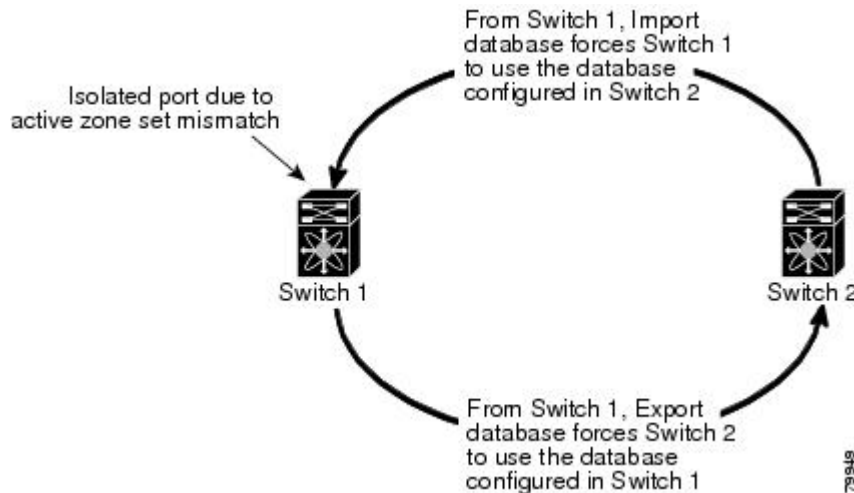 From Switch 1, Import
database forces Switch 1
to use the database
configured in Switch 2
Isolated port due to
active zone set mismatch
Switch 1
Switch 2
From Switch 1, Export
database forces Switch 2
to use the database
configured in Switch 1
79949